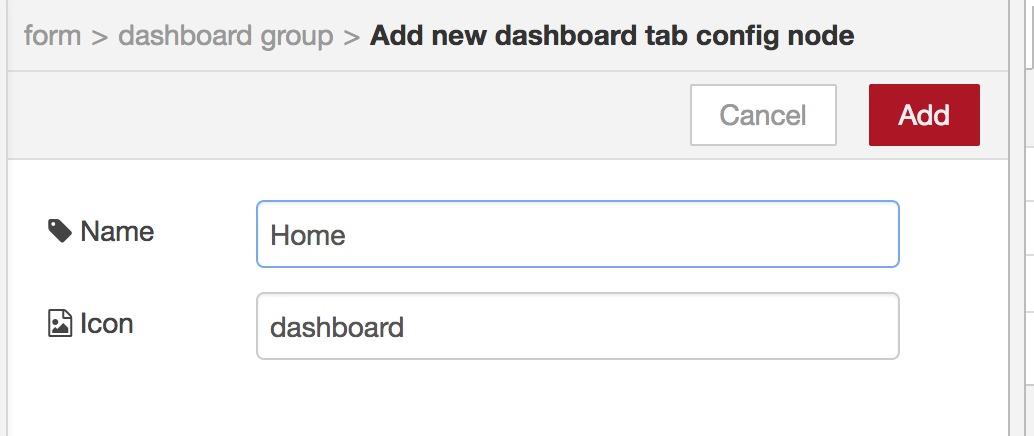 form > dashboard group > Add new dashboard tab config node
Cancel Add
Name Home
Icon dashboard